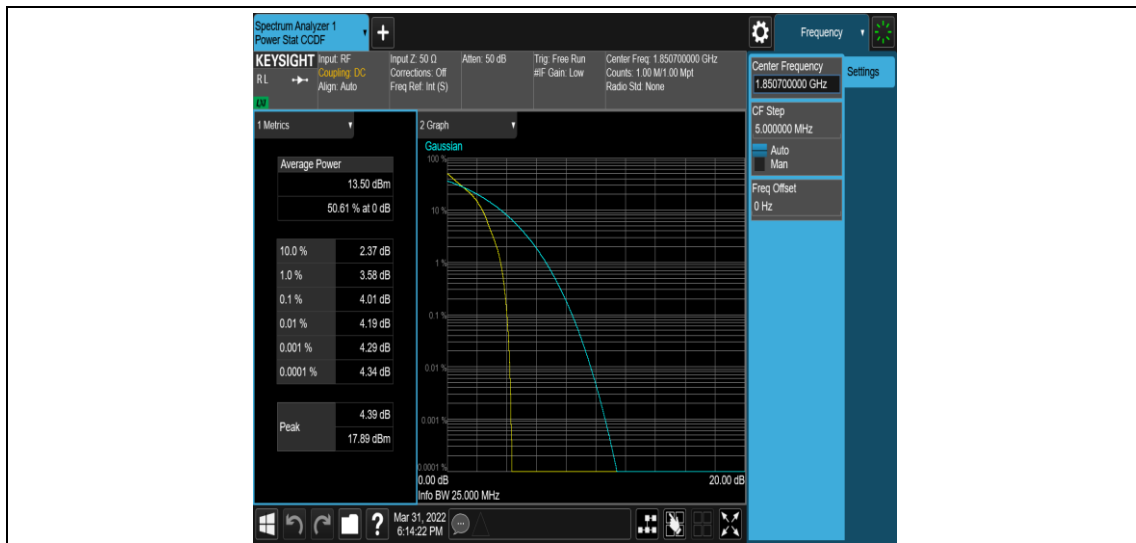 Spectrum Analyzer 1
Power Stat CCDF
+
Frequency
KEYSIGHT
RL
LXI
Input: RF
Coupling: DC
Align: Auto
Input Z: 50 Ω
Corrections: Off
Freq Ref: Int (S)
Atten: 50 dB
Trig: Free Run
#IF Gain: Low
Center Freq: 1.850700000 GHz
Counts: 1.00 M/1.00 Mpt
Radio Std: None
Center Frequency
1.850700000 GHz
Settings
CF Step
5.000000 MHz
Auto
Man
Freq Offset
0 Hz
1 Metrics
Average Power
13.50 dBm
50.61 % at 0 dB
10.0 % 2.37 dB
1.0 % 3.58 dB
0.1 % 4.01 dB
0.01 % 4.19 dB
0.001 % 4.29 dB
0.0001 % 4.34 dB
Peak
4.39 dB
17.89 dBm
2 Graph
Gaussian
100 %
10 %
1 %
0.1 %
0.01 %
0.001 %
0.0001 %
0.00 dB 20.00 dB
Info BW 25.000 MHz
?
Mar 31, 2022
6:14:22 PM